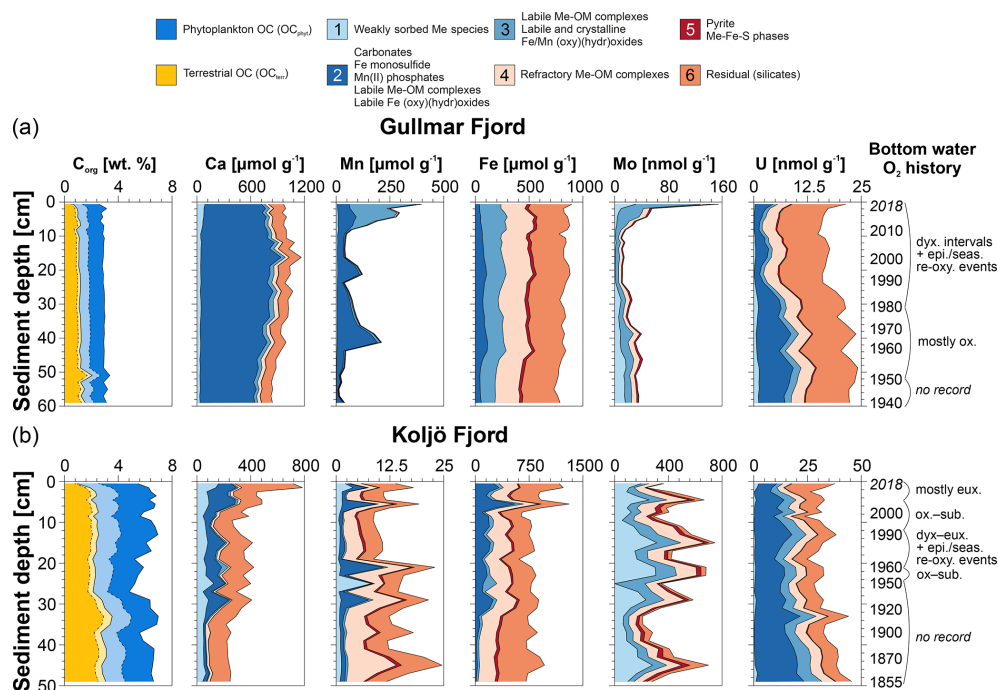 Phytoplankton OC (OCphyt)
Terrestrial OC (OCterr)
1 Weakly sorbed Me species
2
Carbonates
Fe monosulfide
Mn(II) phosphates
Labile Me-OM complexes
Labile Fe (oxy)(hydr)oxides
3
Labile Me-OM complexes
Labile and crystalline
Fe/Mn (oxy)(hydr)oxides
4 Refractory Me-OM complexes
5
Pyrite
Me-Fe-S phases
6 Residual (silicates)
(a)
Gullmar Fjord
Corg [wt. %]
Ca [µmol g-1]
Mn [µmol g-1]
Fe [µmol g-1]
Mo [nmol g-1]
U [nmol g-1]
Bottom water
O2 history
0 4 8
0 600 1200
0 250 500
0 500 1000
0 80 160
0 12.5 25
Sediment depth [cm]
0
10
20
30
40
50
60
2018
2010
2000
1990
1980
1970
1960
1950
1940
dyx. intervals
+ epi./seas.
re-oxy. events
mostly ox.
no record
(b)
Koljö Fjord
0 4 8
0 400 800
0 12.5 25
0 750 1500
0 400 800
0 25 50
Sediment depth [cm]
0
10
20
30
40
50
2018
2000
1990
1960
1950
1920
1900
1870
1855
mostly eux.
ox.–sub.
dyx–eux.
+ epi./seas.
re-oxy. events
ox–sub.
no record